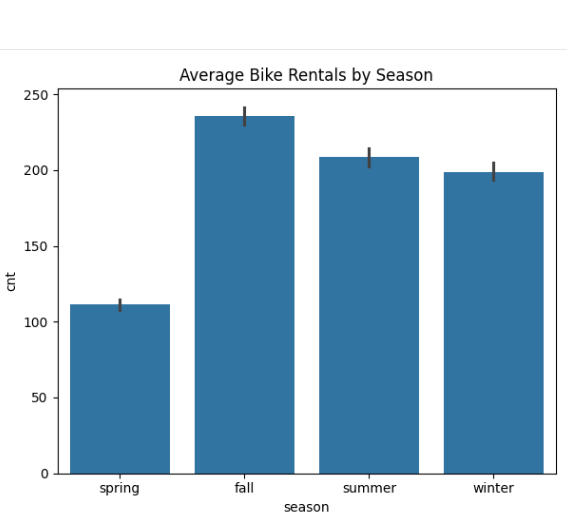 Average Bike Rentals by Season
250
200
150
100
50
0
cnt
spring fall summer winter
season